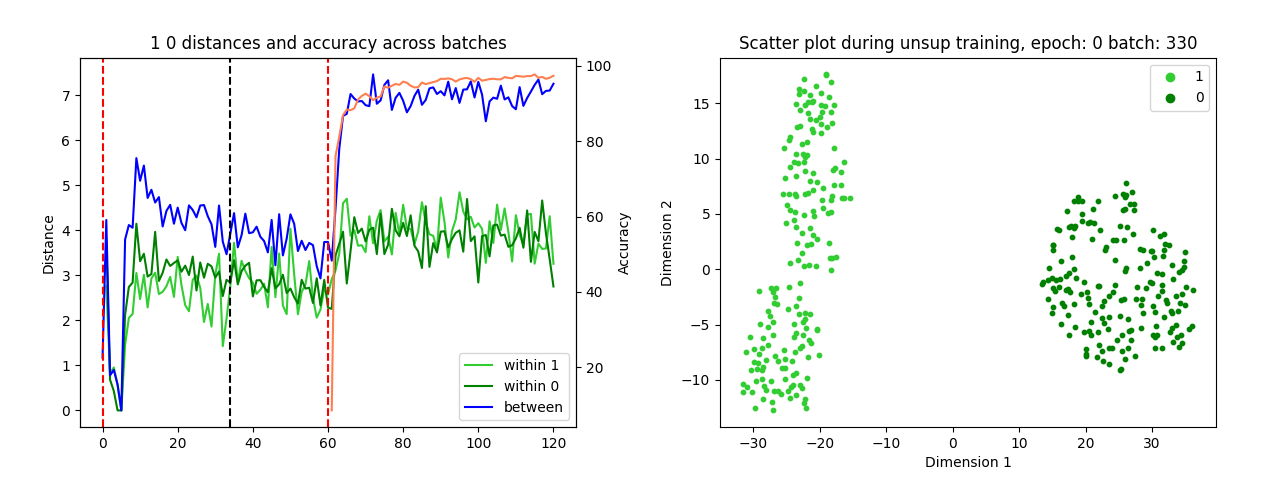 1 0 distances and accuracy across batches
Distance
7
6
5
4
3
2
1
0
0 20 40 60 80 100 120
100
80
60
40
20
Accuracy
within 1
within 0
between
Scatter plot during unsup training, epoch: 0 batch: 330
Dimension 2
15
10
5
0
−5
−10
−30 −20 −10 0 10 20 30
Dimension 1
1
0